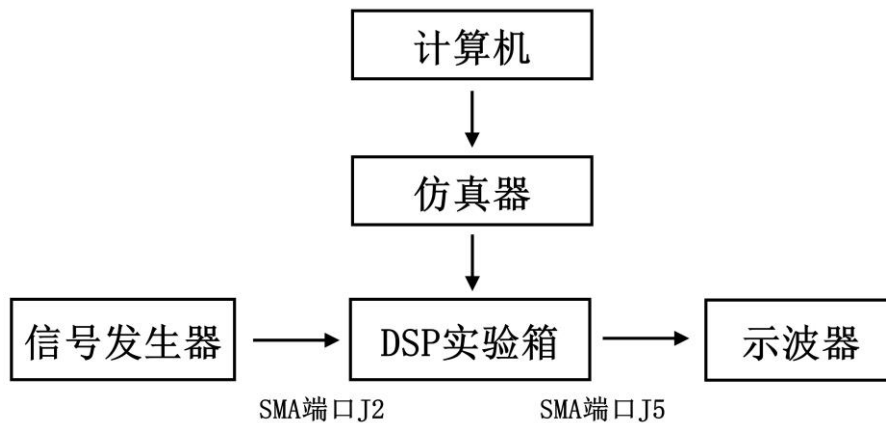 计算机
仿真器
信号发生器
DSP实验箱
示波器
SMA端口J2
SMA端口J5